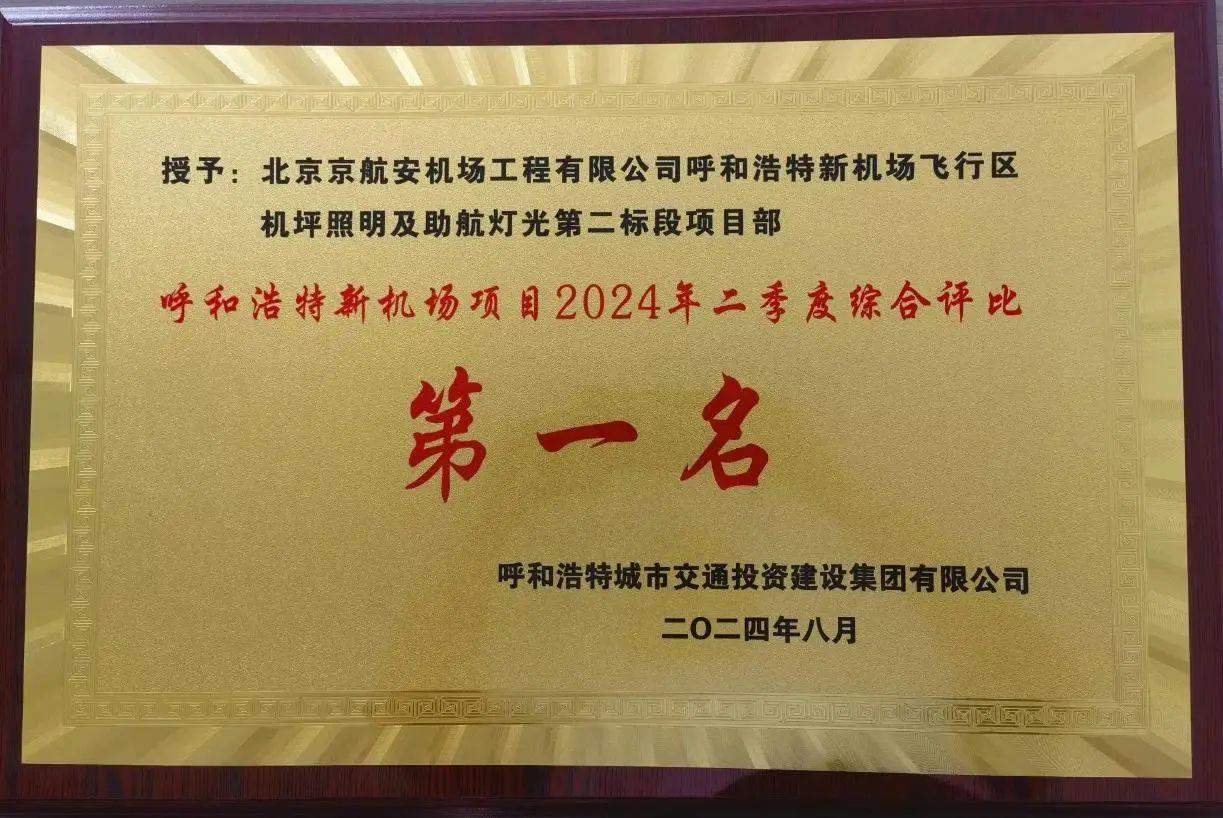 授予：北京京航安机场工程有限公司呼和浩特新机场飞行区
机坪照明及助航灯光第二标段项目部
呼和浩特新机场项目2024年二季度综合评比
第一名
呼和浩特城市交通投资建设集团有限公司
二〇二四年八月